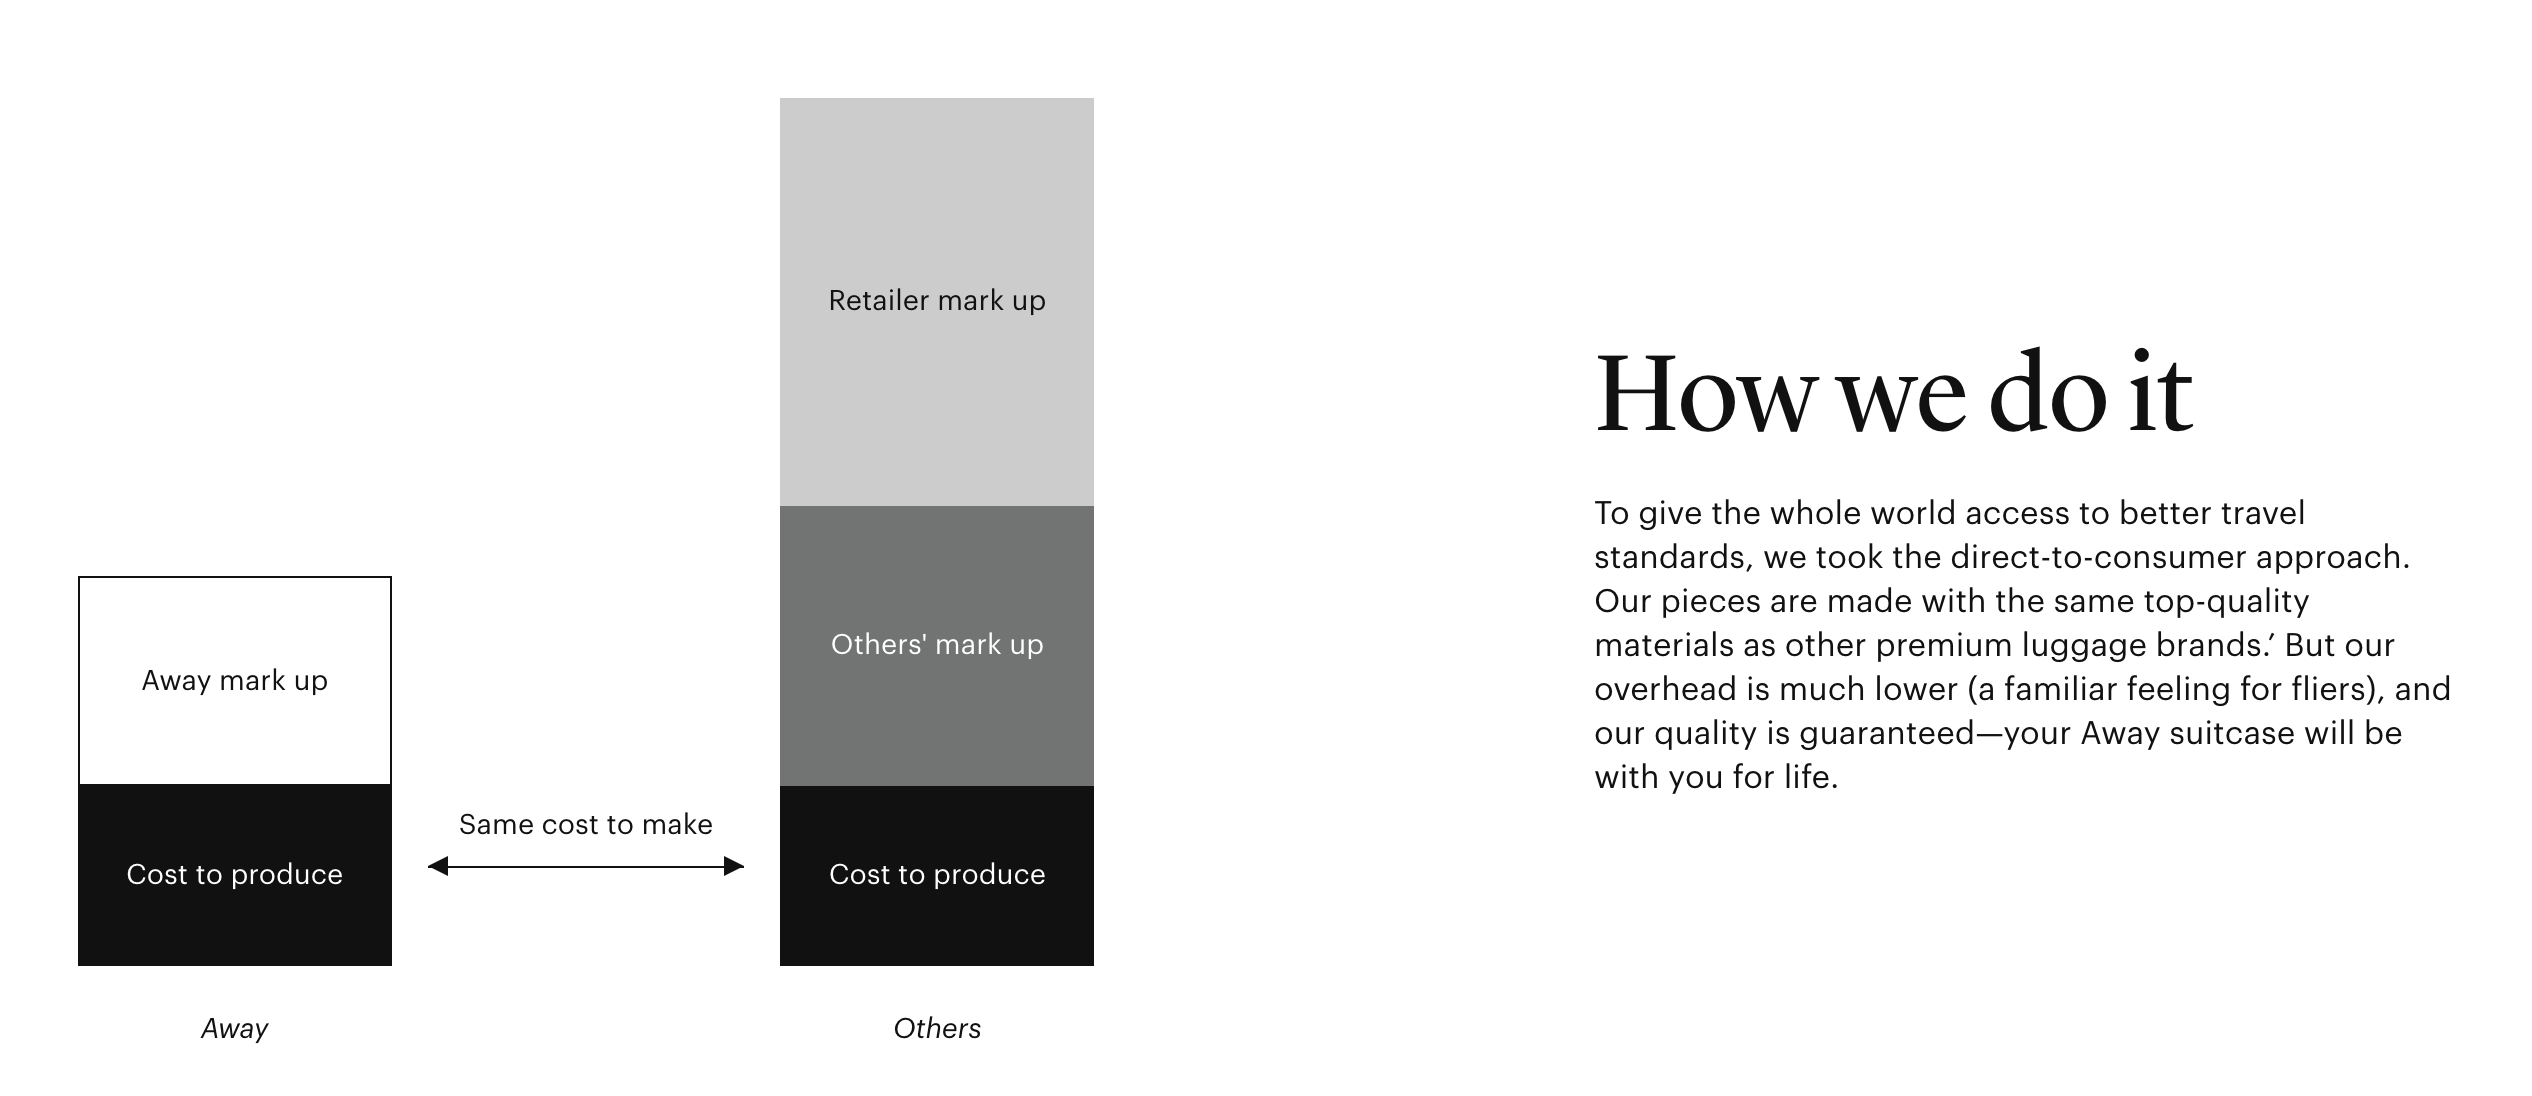 Retailer mark up
Others' mark up
Away mark up
Same cost to make
Cost to produce
Cost to produce
Away
Others
How we do it
To give the whole world access to better travel
standards, we took the direct-to-consumer approach.
Our pieces are made with the same top-quality
materials as other premium luggage brands.’ But our
overhead is much lower (a familiar feeling for fliers), and
our quality is guaranteed—your Away suitcase will be
with you for life.